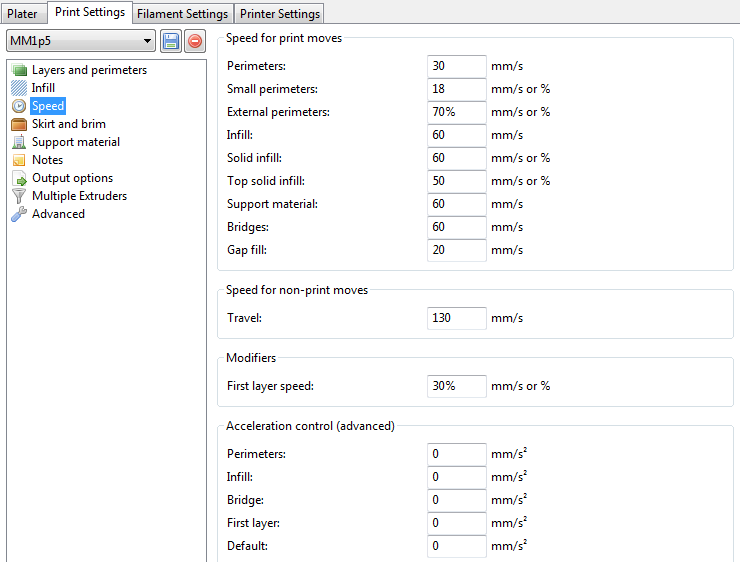 Plater Print Settings Filament Settings Printer Settings
MM1p5
Layers and perimeters
Infill
Speed
Skirt and brim
Support material
Notes
Output options
Multiple Extruders
Advanced
Speed for print moves
Perimeters: 30 mm/s
Small perimeters: 18 mm/s or %
External perimeters: 70% mm/s or %
Infill: 60 mm/s
Solid infill: 60 mm/s or %
Top solid infill: 50 mm/s or %
Support material: 60 mm/s
Bridges: 60 mm/s
Gap fill: 20 mm/s
Speed for non-print moves
Travel: 130 mm/s
Modifiers
First layer speed: 30% mm/s or %
Acceleration control (advanced)
Perimeters: 0 mm/s²
Infill: 0 mm/s²
Bridge: 0 mm/s²
First layer: 0 mm/s²
Default: 0 mm/s²